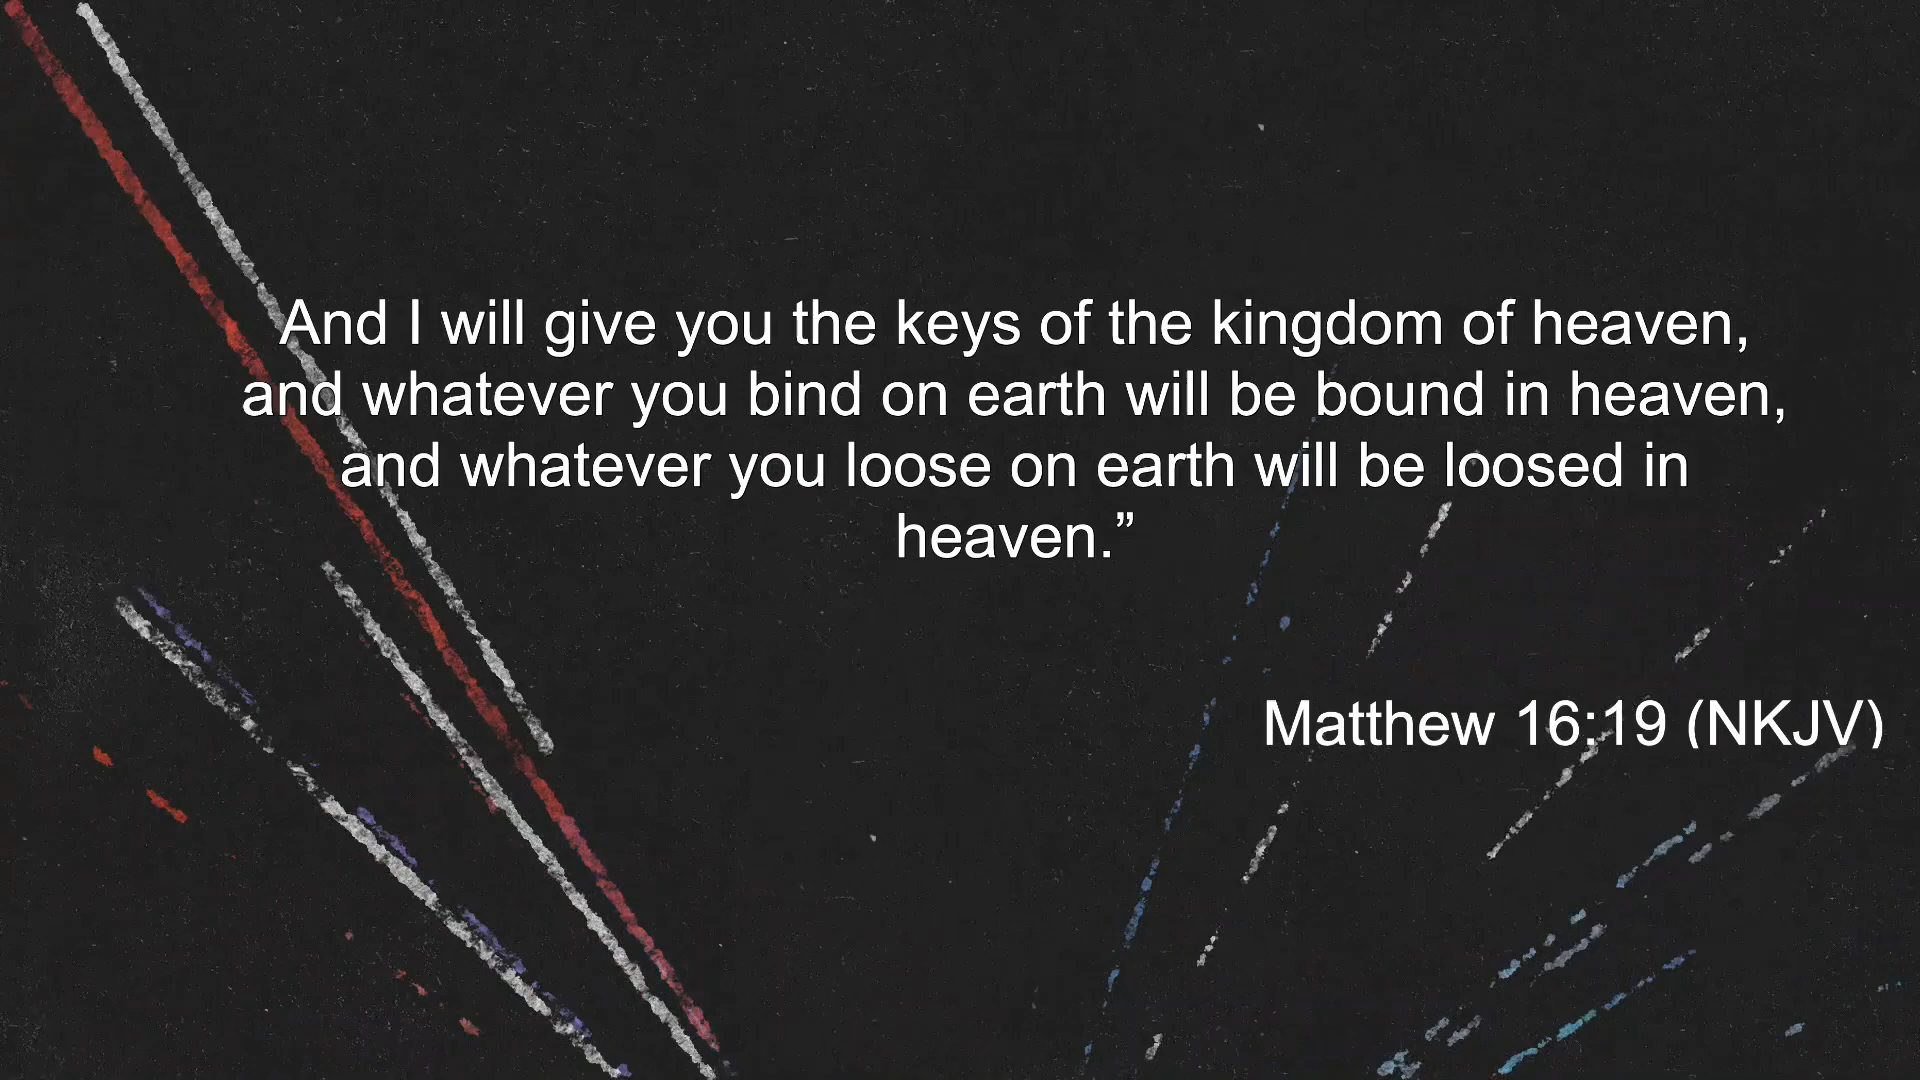 And I will give you the keys of the kingdom of heaven,
and whatever you bind on earth will be bound in heaven,
and whatever you loose on earth will be loosed in
heaven.”
Matthew 16:19 (NKJV)